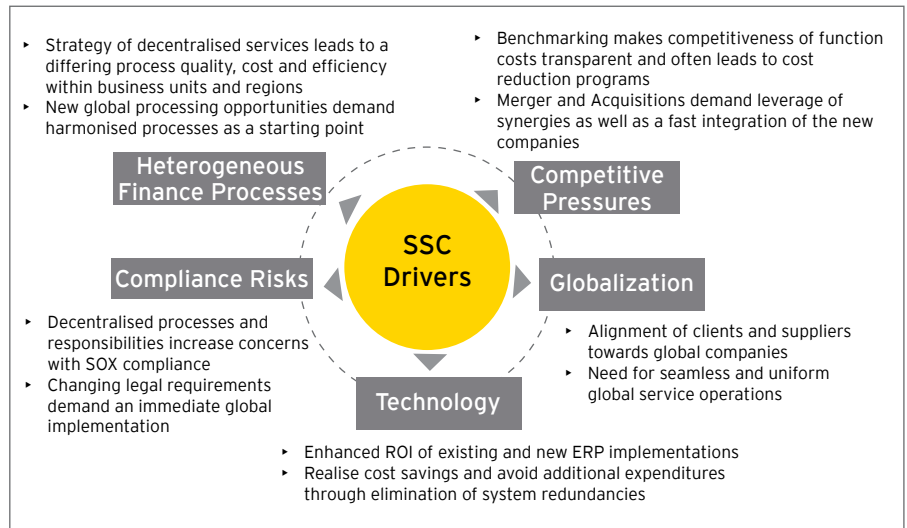 ‣ Strategy of decentralised services leads to a
differing process quality, cost and efficiency
within business units and regions
‣ New global processing opportunities demand
harmonised processes as a starting point
‣ Benchmarking makes competitiveness of function
costs transparent and often leads to cost
reduction programs
‣ Merger and Acquisitions demand leverage of
synergies as well as a fast integration of the new
companies
Heterogeneous
Finance Processes
Competitive
Pressures
SSC
Drivers
Compliance Risks
Globalization
‣ Decentralised processes and
responsibilities increase concerns
with SOX compliance
‣ Changing legal requirements
demand an immediate global
implementation
‣ Alignment of clients and suppliers
towards global companies
‣ Need for seamless and uniform
global service operations
Technology
‣ Enhanced ROI of existing and new ERP implementations
‣ Realise cost savings and avoid additional expenditures
through elimination of system redundancies